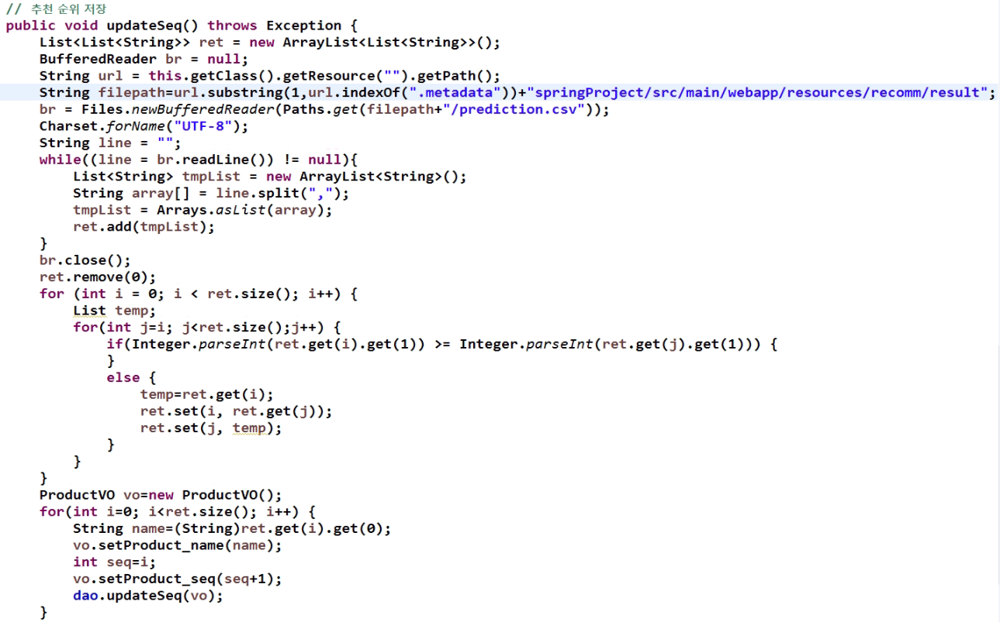 // 추천 순위 저장
public void updateSeq() throws Exception {
    List<List<String>> ret = new ArrayList<List<String>>();
    BufferedReader br = null;
    String url = this.getClass().getResource("").getPath();
    String filepath=url.substring(1,url.indexOf(".metadata"))+"springProject/src/main/webapp/resources/recomm/result";
    br = Files.newBufferedReader(Paths.get(filepath+"/prediction.csv"));
    Charset.forName("UTF-8");
    String line = "";
    while((line = br.readLine()) != null){
        List<String> tmpList = new ArrayList<String>();
        String array[] = line.split(",");
        tmpList = Arrays.asList(array);
        ret.add(tmpList);
    }
    br.close();
    ret.remove(0);
    for (int i = 0; i < ret.size(); i++) {
        List temp;
        for(int j=i; j<ret.size();j++) {
            if(Integer.parseInt(ret.get(i).get(1)) >= Integer.parseInt(ret.get(j).get(1))) {
            }
            else {
                temp=ret.get(i);
                ret.set(i, ret.get(j));
                ret.set(j, temp);
            }
        }
    }
    ProductVO vo=new ProductVO();
    for(int i=0; i<ret.size(); i++) {
        String name=(String)ret.get(i).get(0);
        vo.setProduct_name(name);
        int seq=i;
        vo.setProduct_seq(seq+1);
        dao.updateSeq(vo);
    }